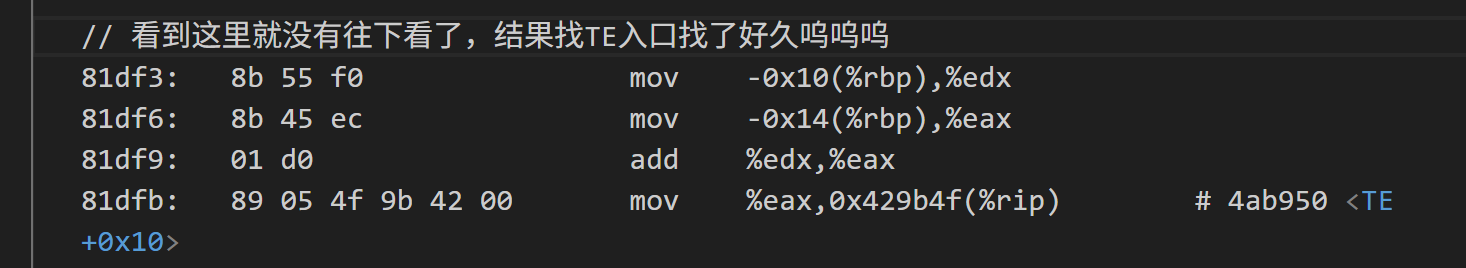 // 看到这里就没有往下看了，结果找TE入口找了好久呜呜呜
81df3:   8b 55 f0                mov    -0x10(%rbp),%edx
81df6:   8b 45 ec                mov    -0x14(%rbp),%eax
81df9:   01 d0                   add    %edx,%eax
81dfb:   89 05 4f 9b 42 00       mov    %eax,0x429b4f(%rip)        # 4ab950 <TE
+0x10>